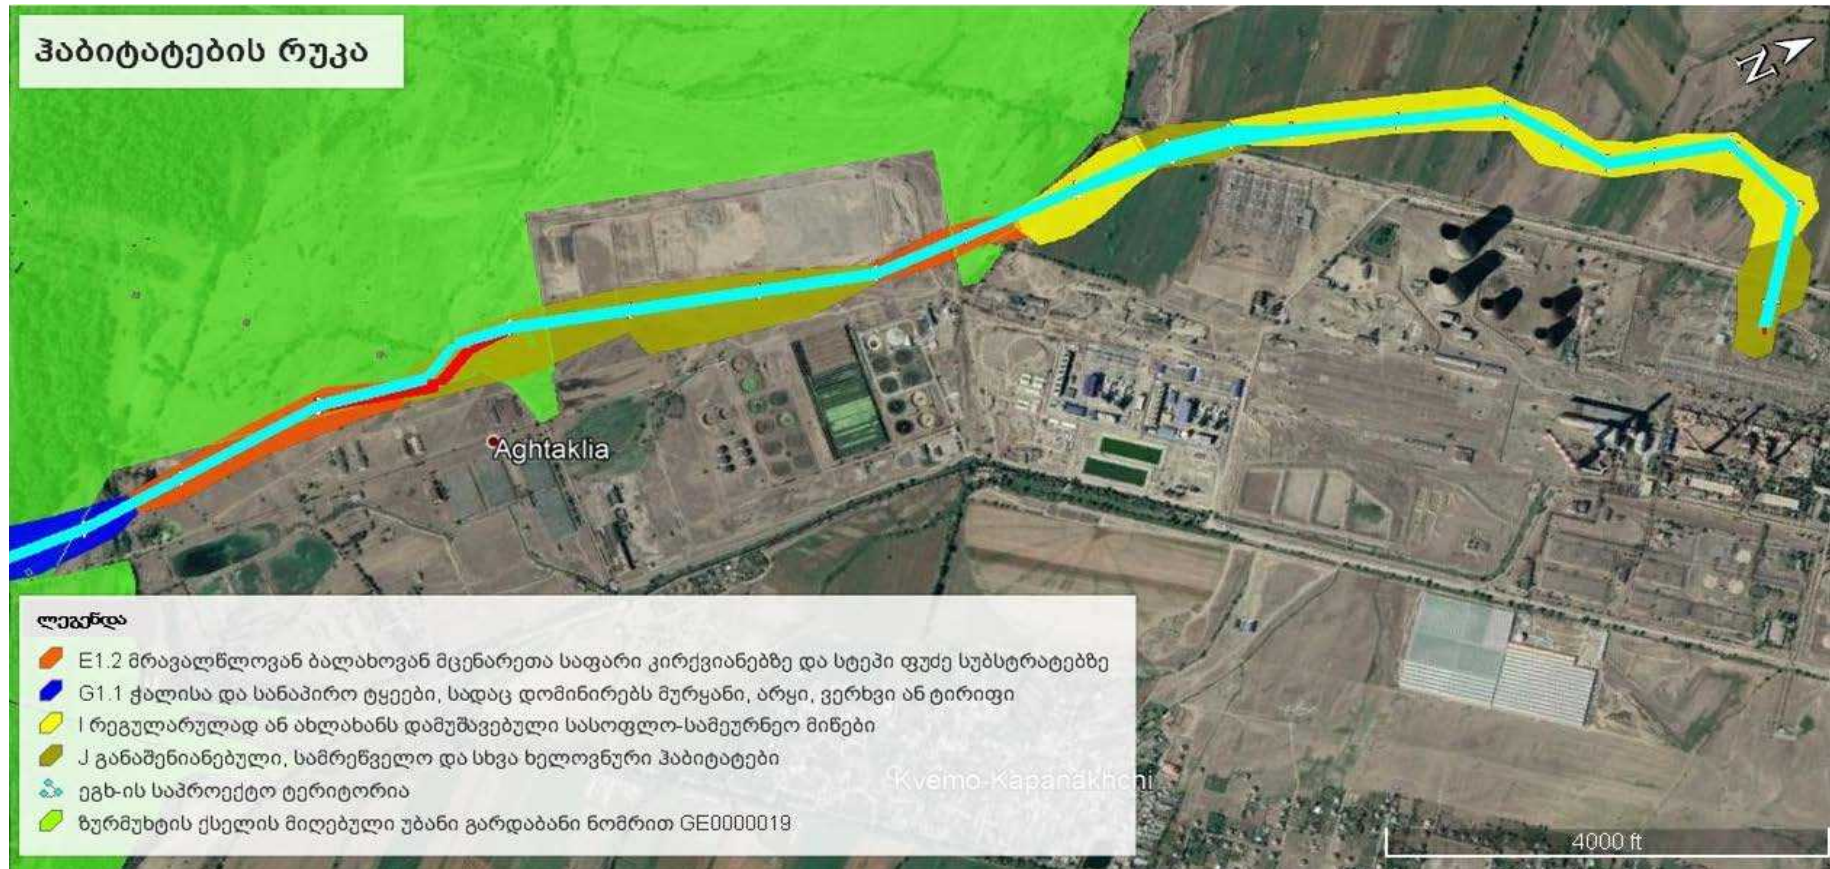 ჰაბიტატების რუკა
N
Aghtaklia
ლეგენდა
E1.2 მრავალწლოვან ბალახოვან მცენარეთა საფარი კირქვიანებზე და სტეპი ფუძე სუბსტრატებზე
G1.1 ჭალისა და სანაპირო ტყეები, სადაც დომინირებს მურყანი, არყი, ვერხვი ან ტირიფი
I რეგულარულად ან ახლახანს დამუშავებული სასოფლო-სამეურნეო მიწები
J განაშენიანებული, სამრეწველო და სხვა ხელოვნური ჰაბიტატები
ეგხ-ის საპროექტო ტერიტორია
Kvemo-Kapanakhchi
ზურმუხტის ქსელის მიღებული უბანი გარდაბანი ნომრით GE0000019
4000 ft